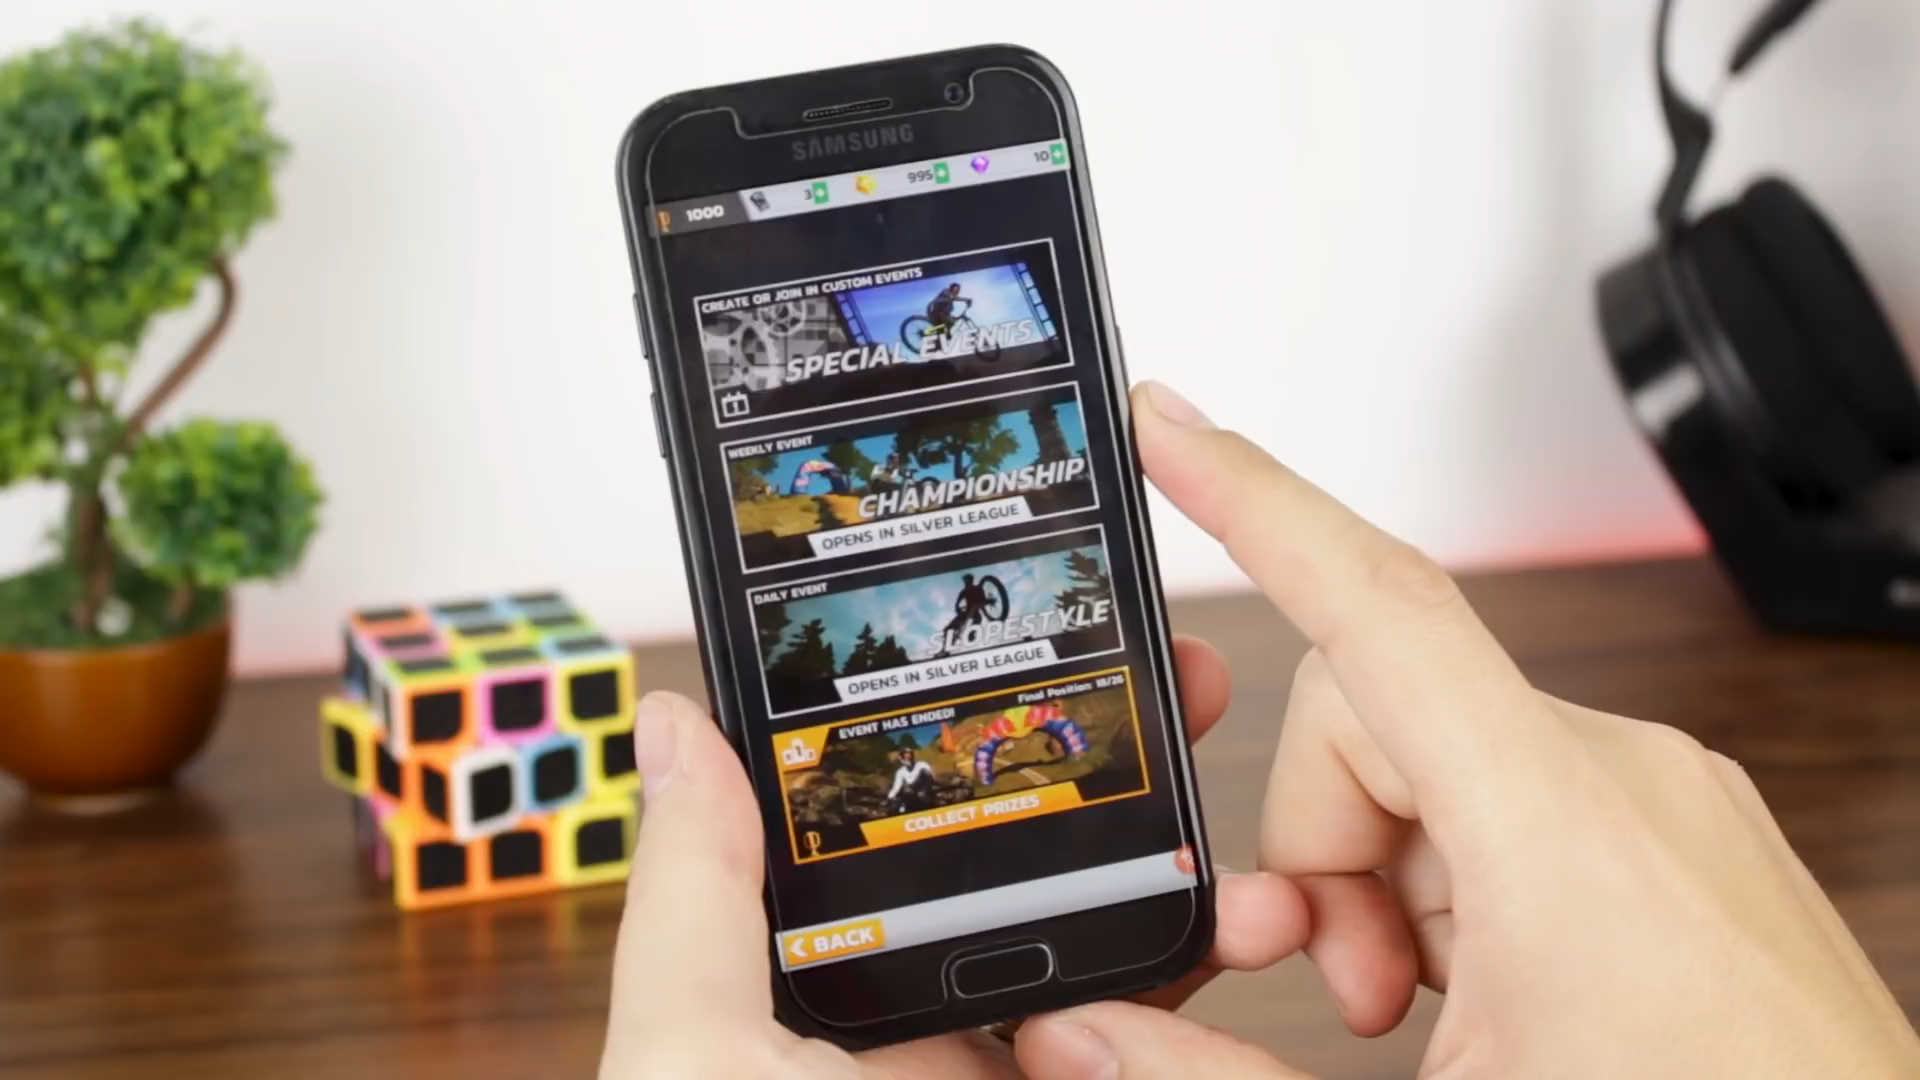 SAMSUNG
1000 3 995 10
CREATE OR JOIN IN CUSTOM EVENTS
SPECIAL EVENTS
WEEKLY EVENT
CHAMPIONSHIP
OPENS IN SILVER LEAGUE
DAILY EVENT
SLOPESTYLE
OPENS IN SILVER LEAGUE
Final Position: 18/26
EVENT HAS ENDED!
COLLECT PRIZES
BACK